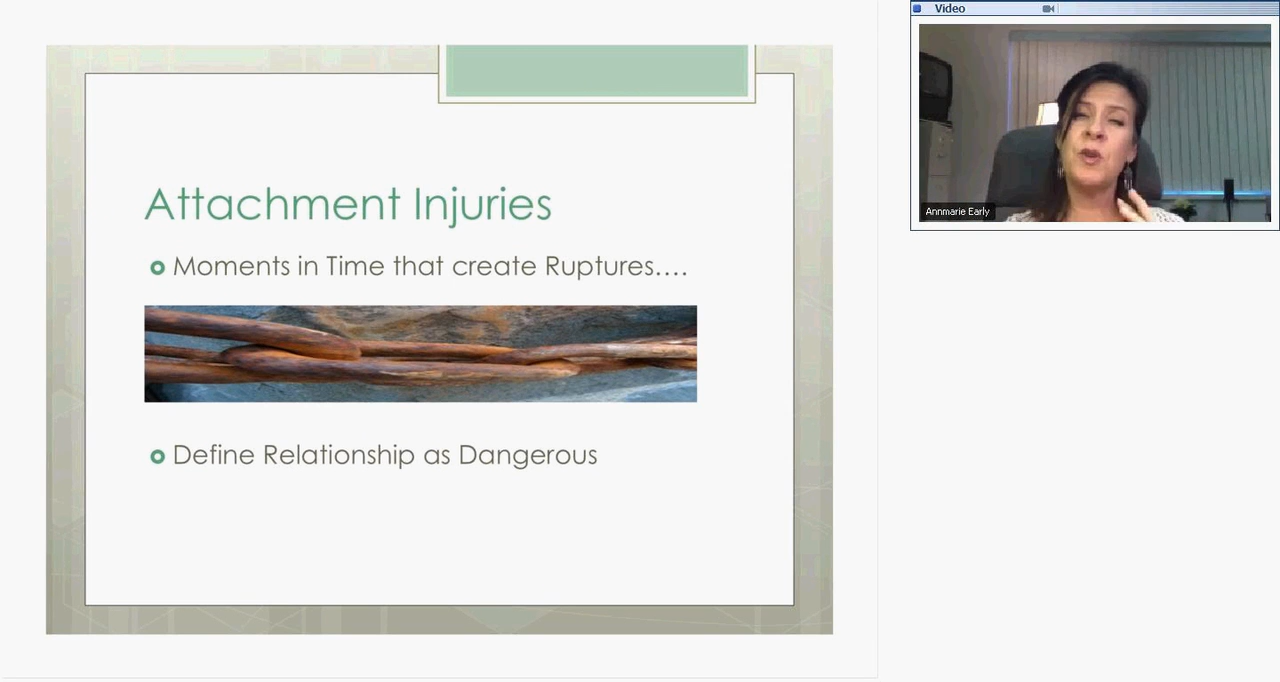 Video
Attachment Injuries
Moments in Time that create Ruptures....
Define Relationship as Dangerous
Annmarie Early